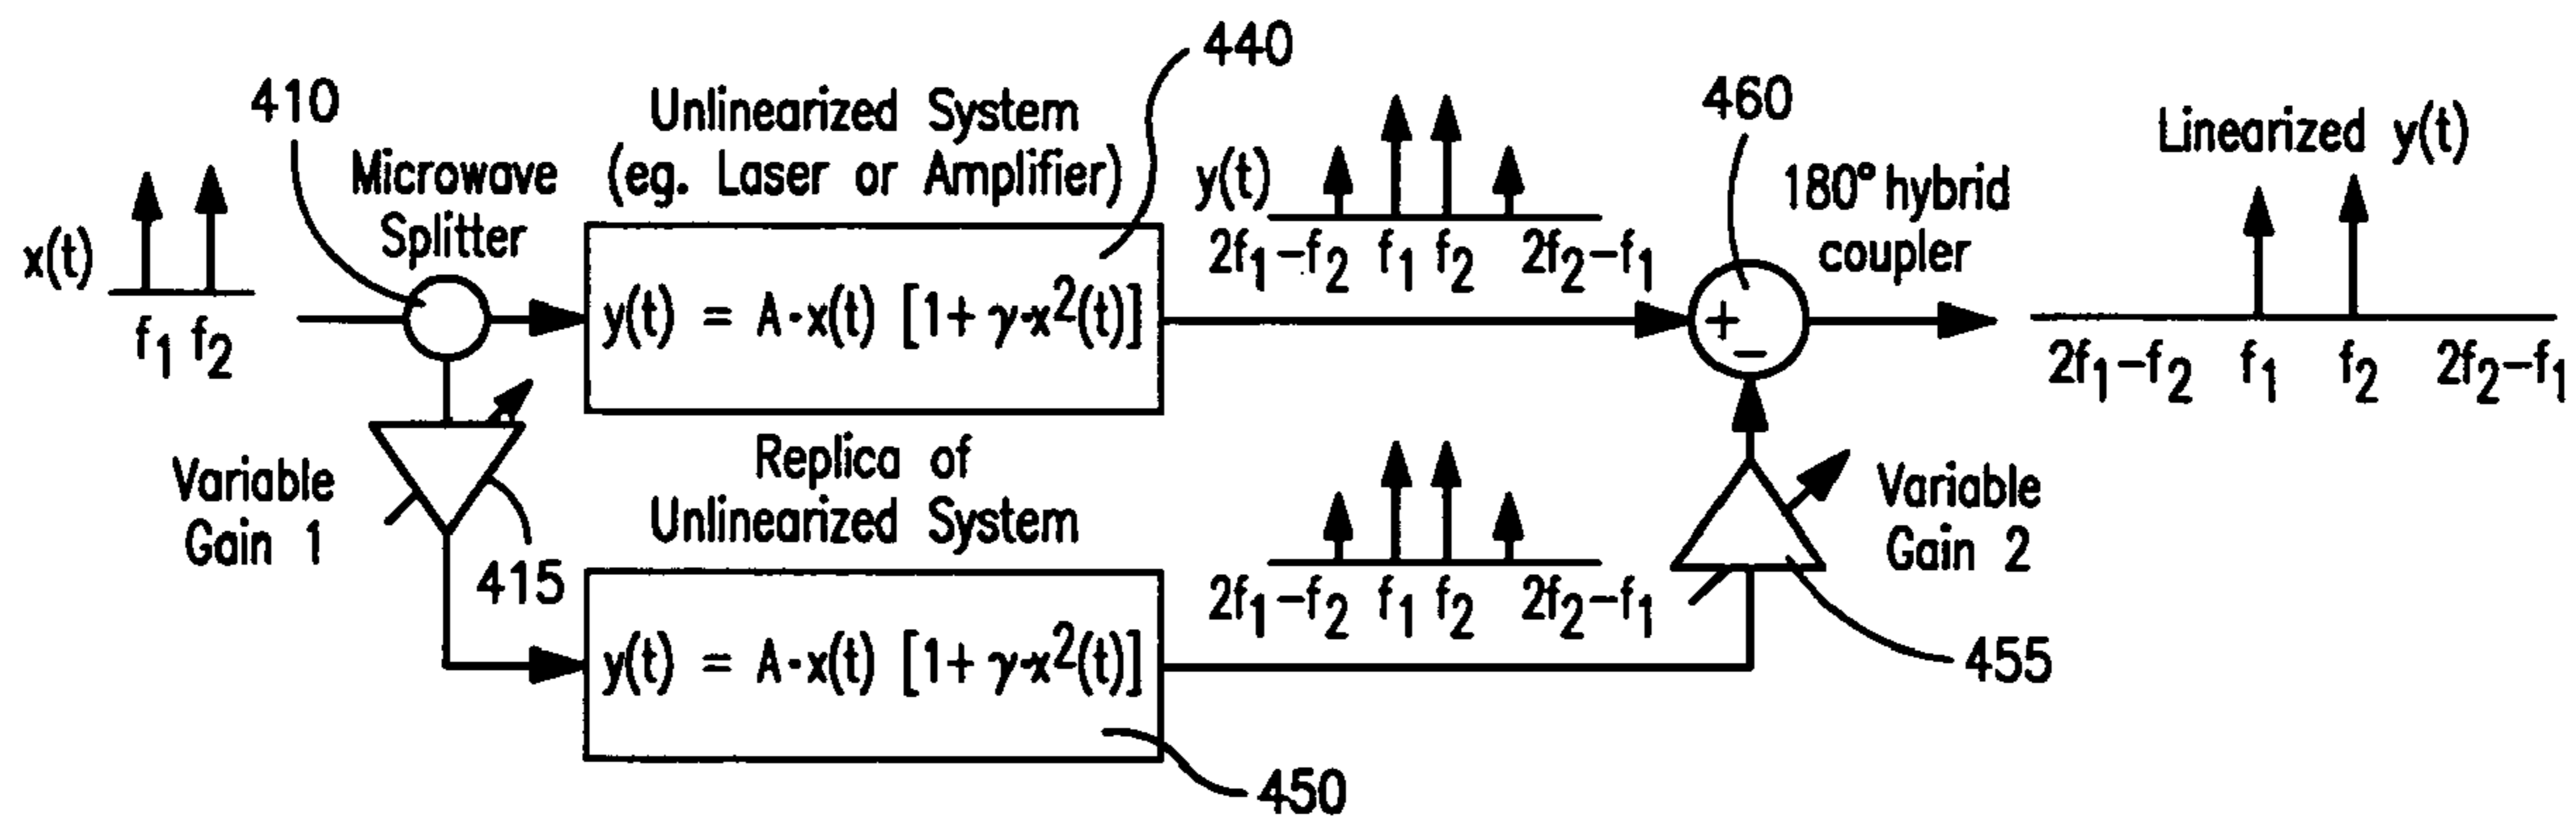 440
410
460
Unlinearized System
(eg. Laser or Amplifier)
Microwave
Splitter
x(t)
f1 f2
y(t) = A·x(t) [1+ γ·x²(t)]
y(t)
2f1−f2 f1 f2 2f2−f1
180° hybrid
coupler
Linearized y(t)
+
−
2f1−f2 f1 f2 2f2−f1
Variable
Gain 1
415
Replica of
Unlinearized System
y(t) = A·x(t) [1+ γ·x²(t)]
2f1−f2 f1 f2 2f2−f1
Variable
Gain 2
455
450